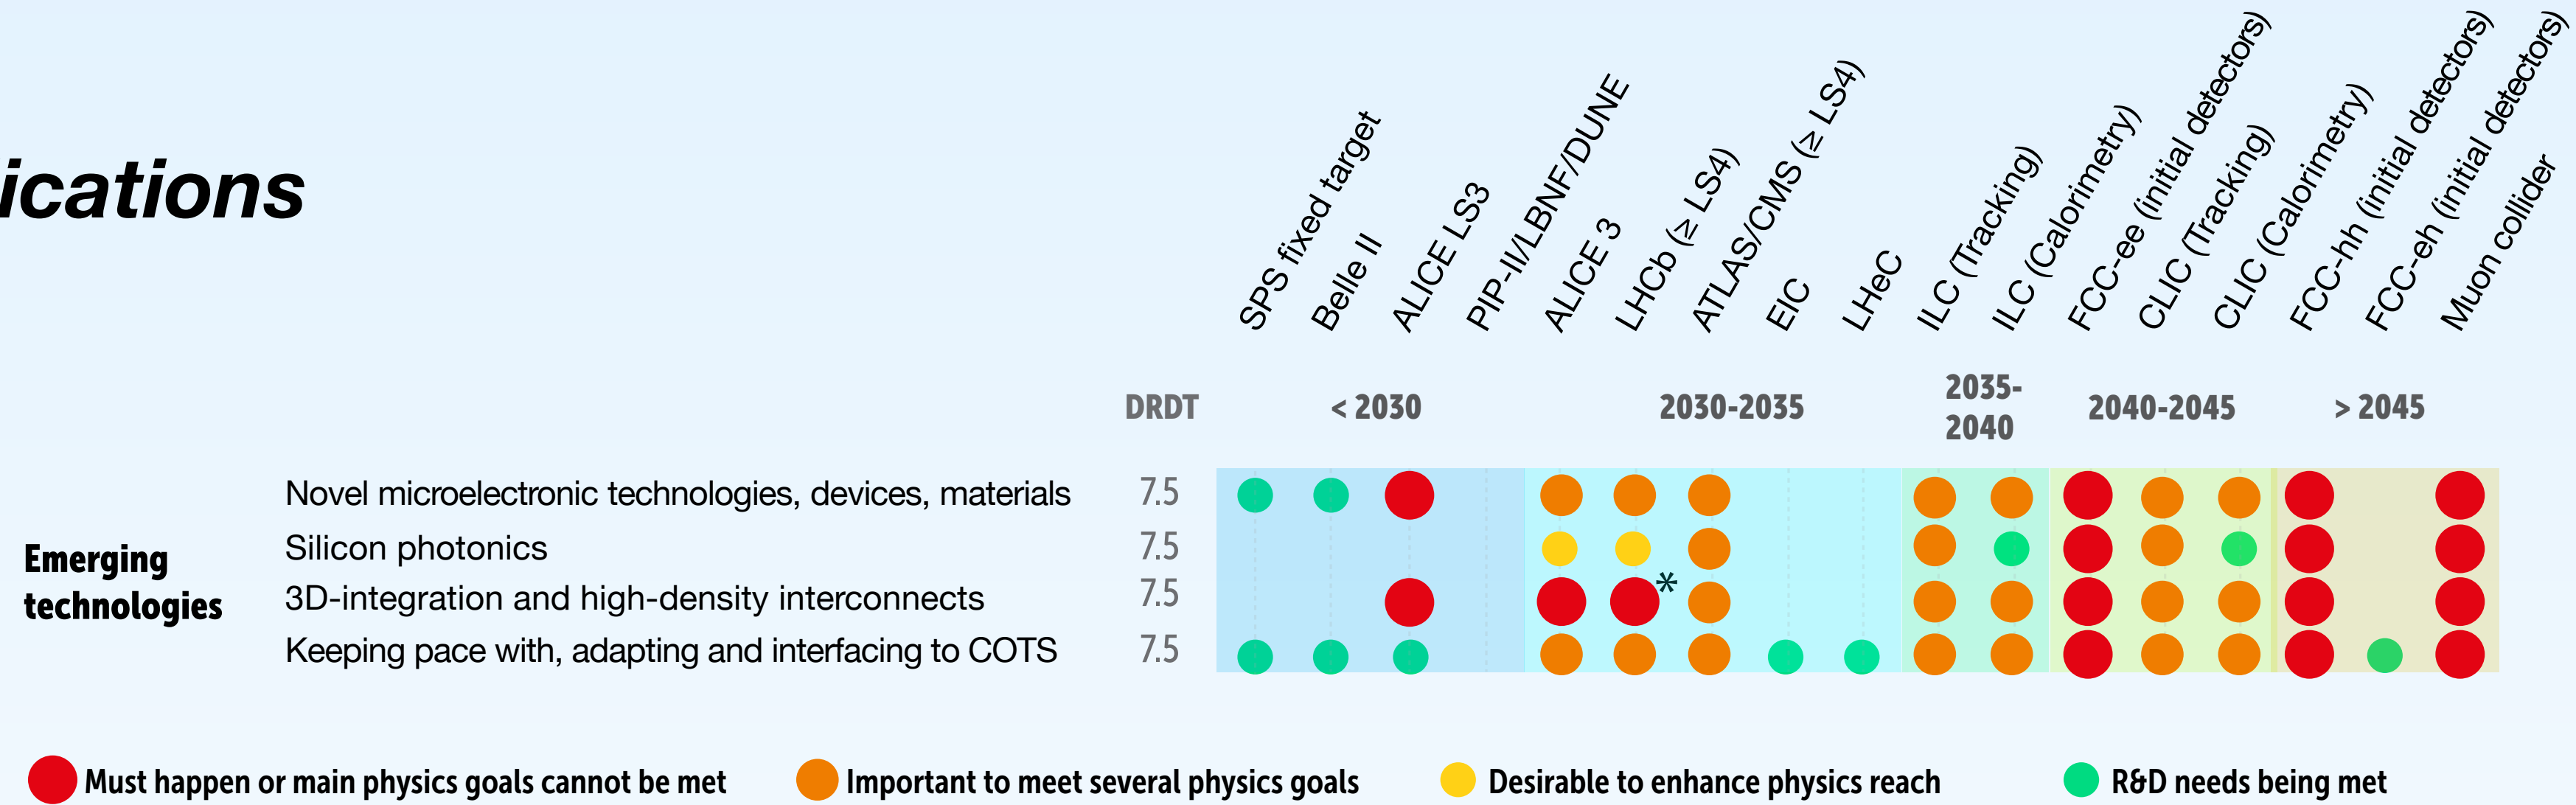 ications
SPS fixed target
Belle II
ALICE LS3
PIP-II/LBNF/DUNE
ALICE 3
LHCb (≥ LS4)
ATLAS/CMS (≥ LS4)
EIC
LHeC
ILC (Tracking)
ILC (Calorimetry)
FCC-ee (initial detectors)
CLIC (Tracking)
CLIC (Calorimetry)
FCC-hh (initial detectors)
FCC-eh (initial detectors)
Muon collider
DRDT
< 2030
2030-2035
2035-
2040
2040-2045
> 2045
Emerging
technologies
Novel microelectronic technologies, devices, materials 7.5
Silicon photonics 7.5
3D-integration and high-density interconnects 7.5 *
Keeping pace with, adapting and interfacing to COTS 7.5
Must happen or main physics goals cannot be met
Important to meet several physics goals
Desirable to enhance physics reach
R&D needs being met